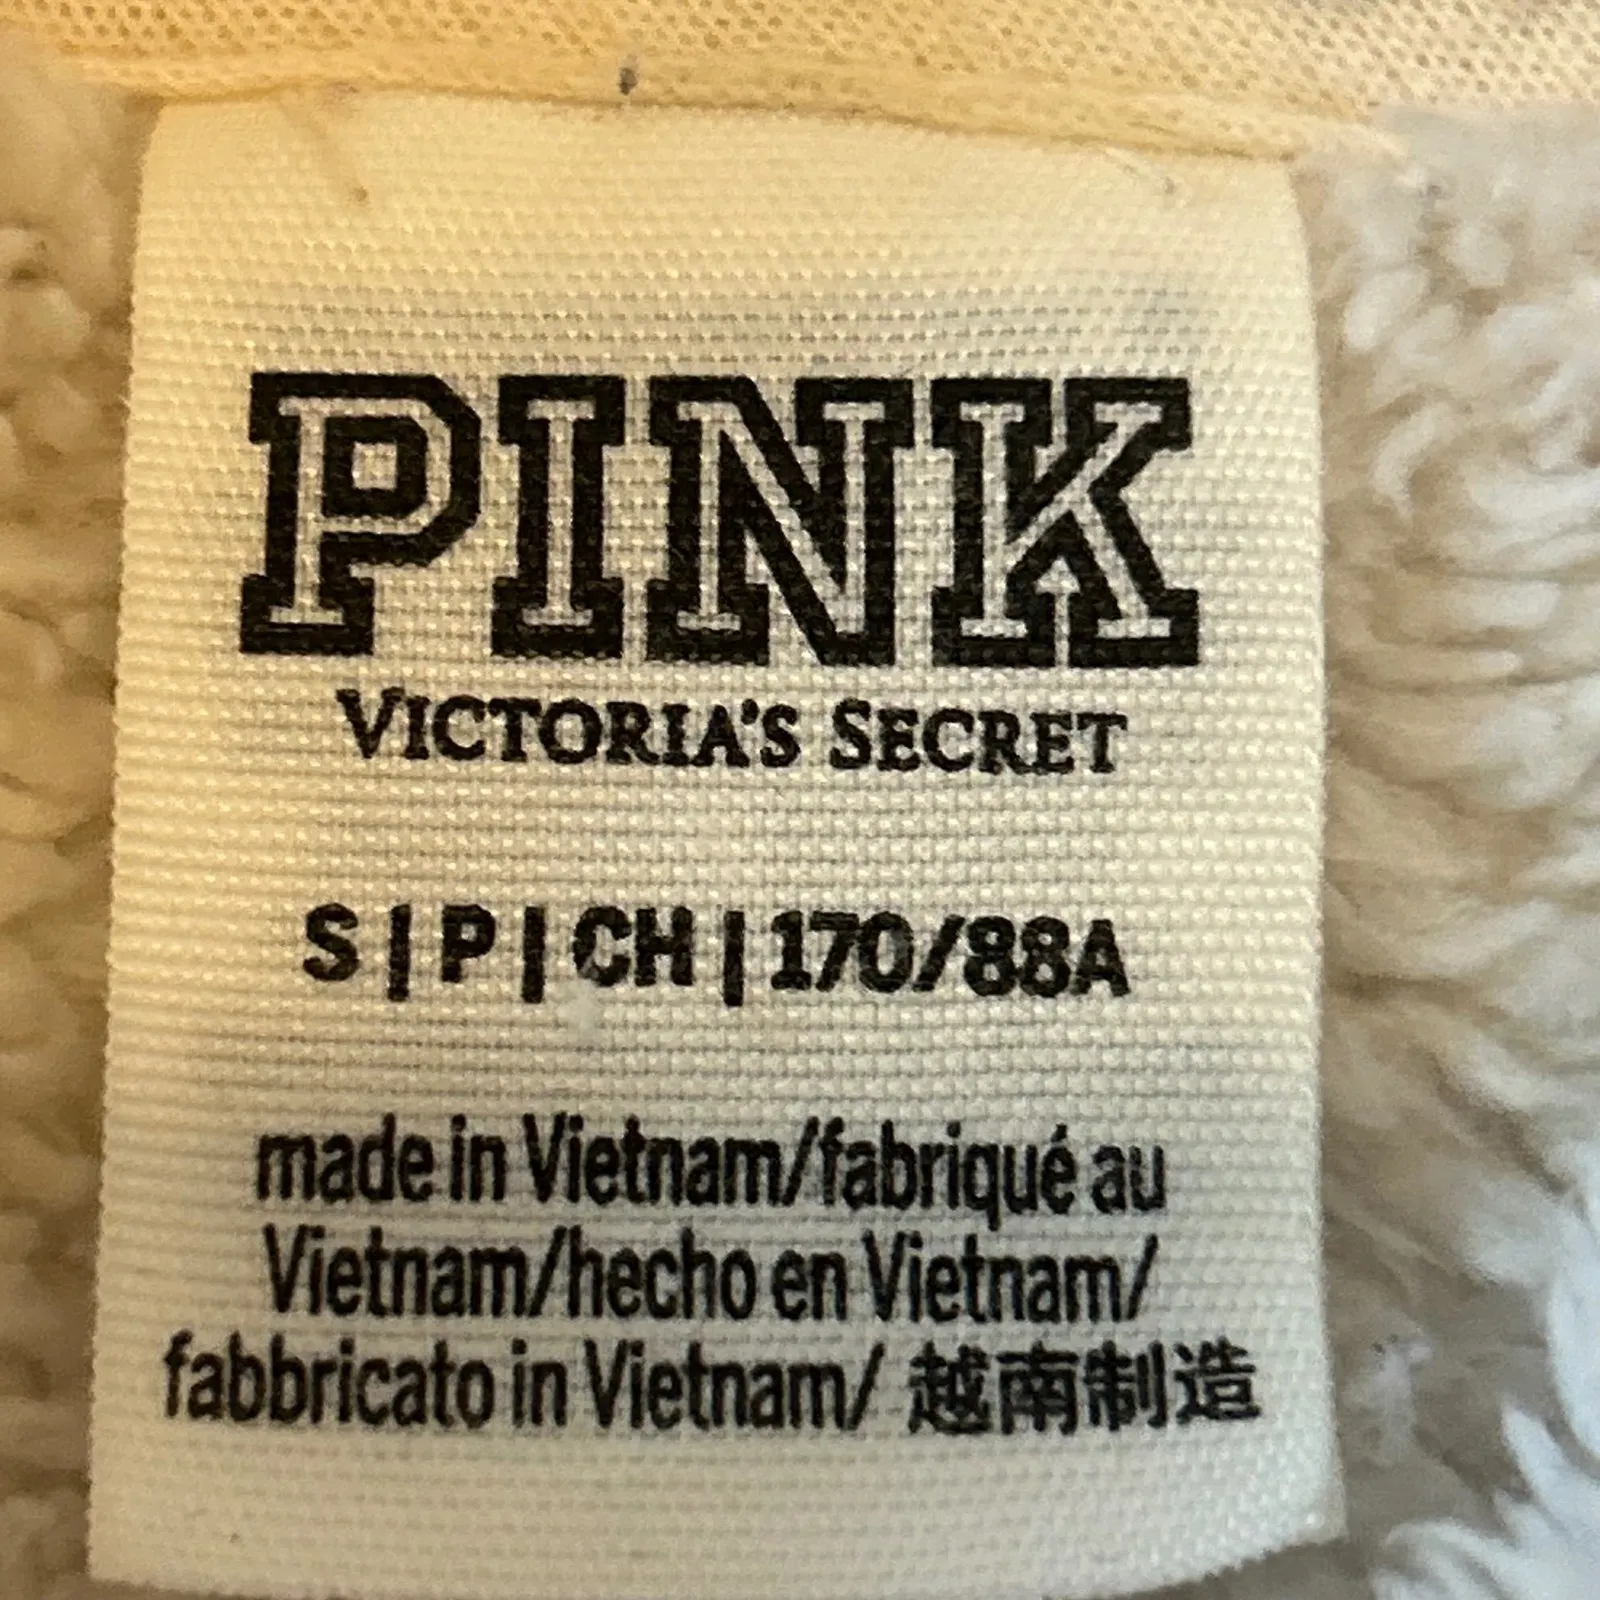 PINK
VICTORIA'S SECRET
S | P | CH | 170/88A
made in Vietnam/fabriqué au
Vietnam/hecho en Vietnam/
fabbricato in Vietnam/ 越南制造